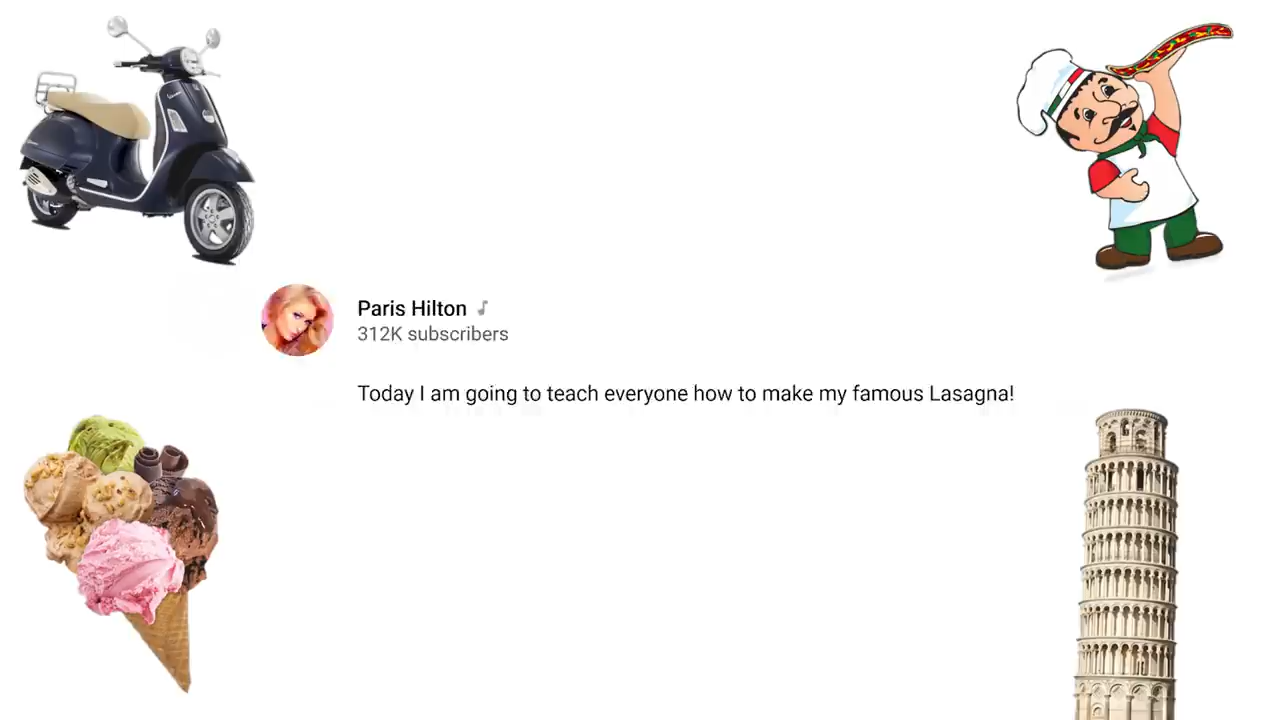 Paris Hilton
312K subscribers
Today I am going to teach everyone how to make my famous Lasagna!